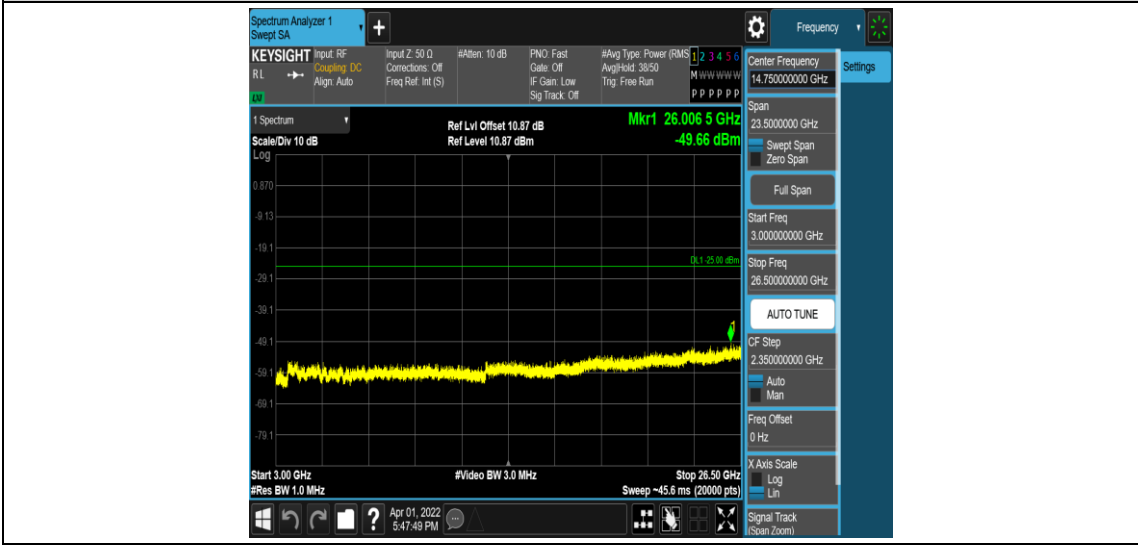 Spectrum Analyzer 1
Swept SA
+
Frequency
KEYSIGHT
RL
LXI
Input: RF
Coupling: DC
Align: Auto
Input Z: 50 Ω
Corrections: Off
Freq Ref: Int (S)
#Atten: 10 dB
PNO: Fast
Gate: Off
IF Gain: Low
Sig Track: Off
#Avg Type: Power (RMS
Avg|Hold: 38/50
Trig: Free Run
1 2 3 4 5 6
M W W W W W
P P P P P P
1 Spectrum
Scale/Div 10 dB
Log
Ref Lvl Offset 10.87 dB
Ref Level 10.87 dBm
Mkr1 26.006 5 GHz
-49.66 dBm
0.870
-9.13
-19.1
DL1 -25.00 dBm
-29.1
-39.1
1
-49.1
-59.1
-69.1
-79.1
Start 3.00 GHz
#Res BW 1.0 MHz
#Video BW 3.0 MHz
Stop 26.50 GHz
Sweep ~45.6 ms (20000 pts)
?
Apr 01, 2022
5:47:49 PM
Center Frequency
14.750000000 GHz
Settings
Span
23.5000000 GHz
Swept Span
Zero Span
Full Span
Start Freq
3.000000000 GHz
Stop Freq
26.500000000 GHz
AUTO TUNE
CF Step
2.350000000 GHz
Auto
Man
Freq Offset
0 Hz
X Axis Scale
Log
Lin
Signal Track
(Span Zoom)